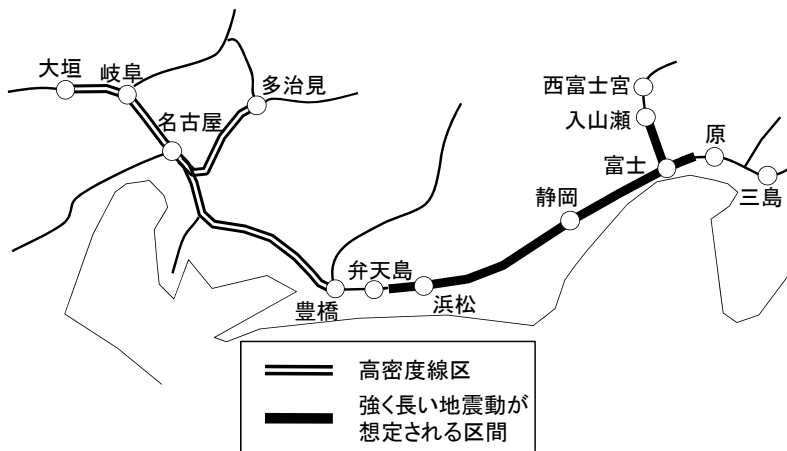 大垣
岐阜
名古屋
多治見
西富士宮
入山瀬
富士
原
三島
静岡
弁天島
浜松
豊橋
高密度線区
強く長い地震動が
想定される区間